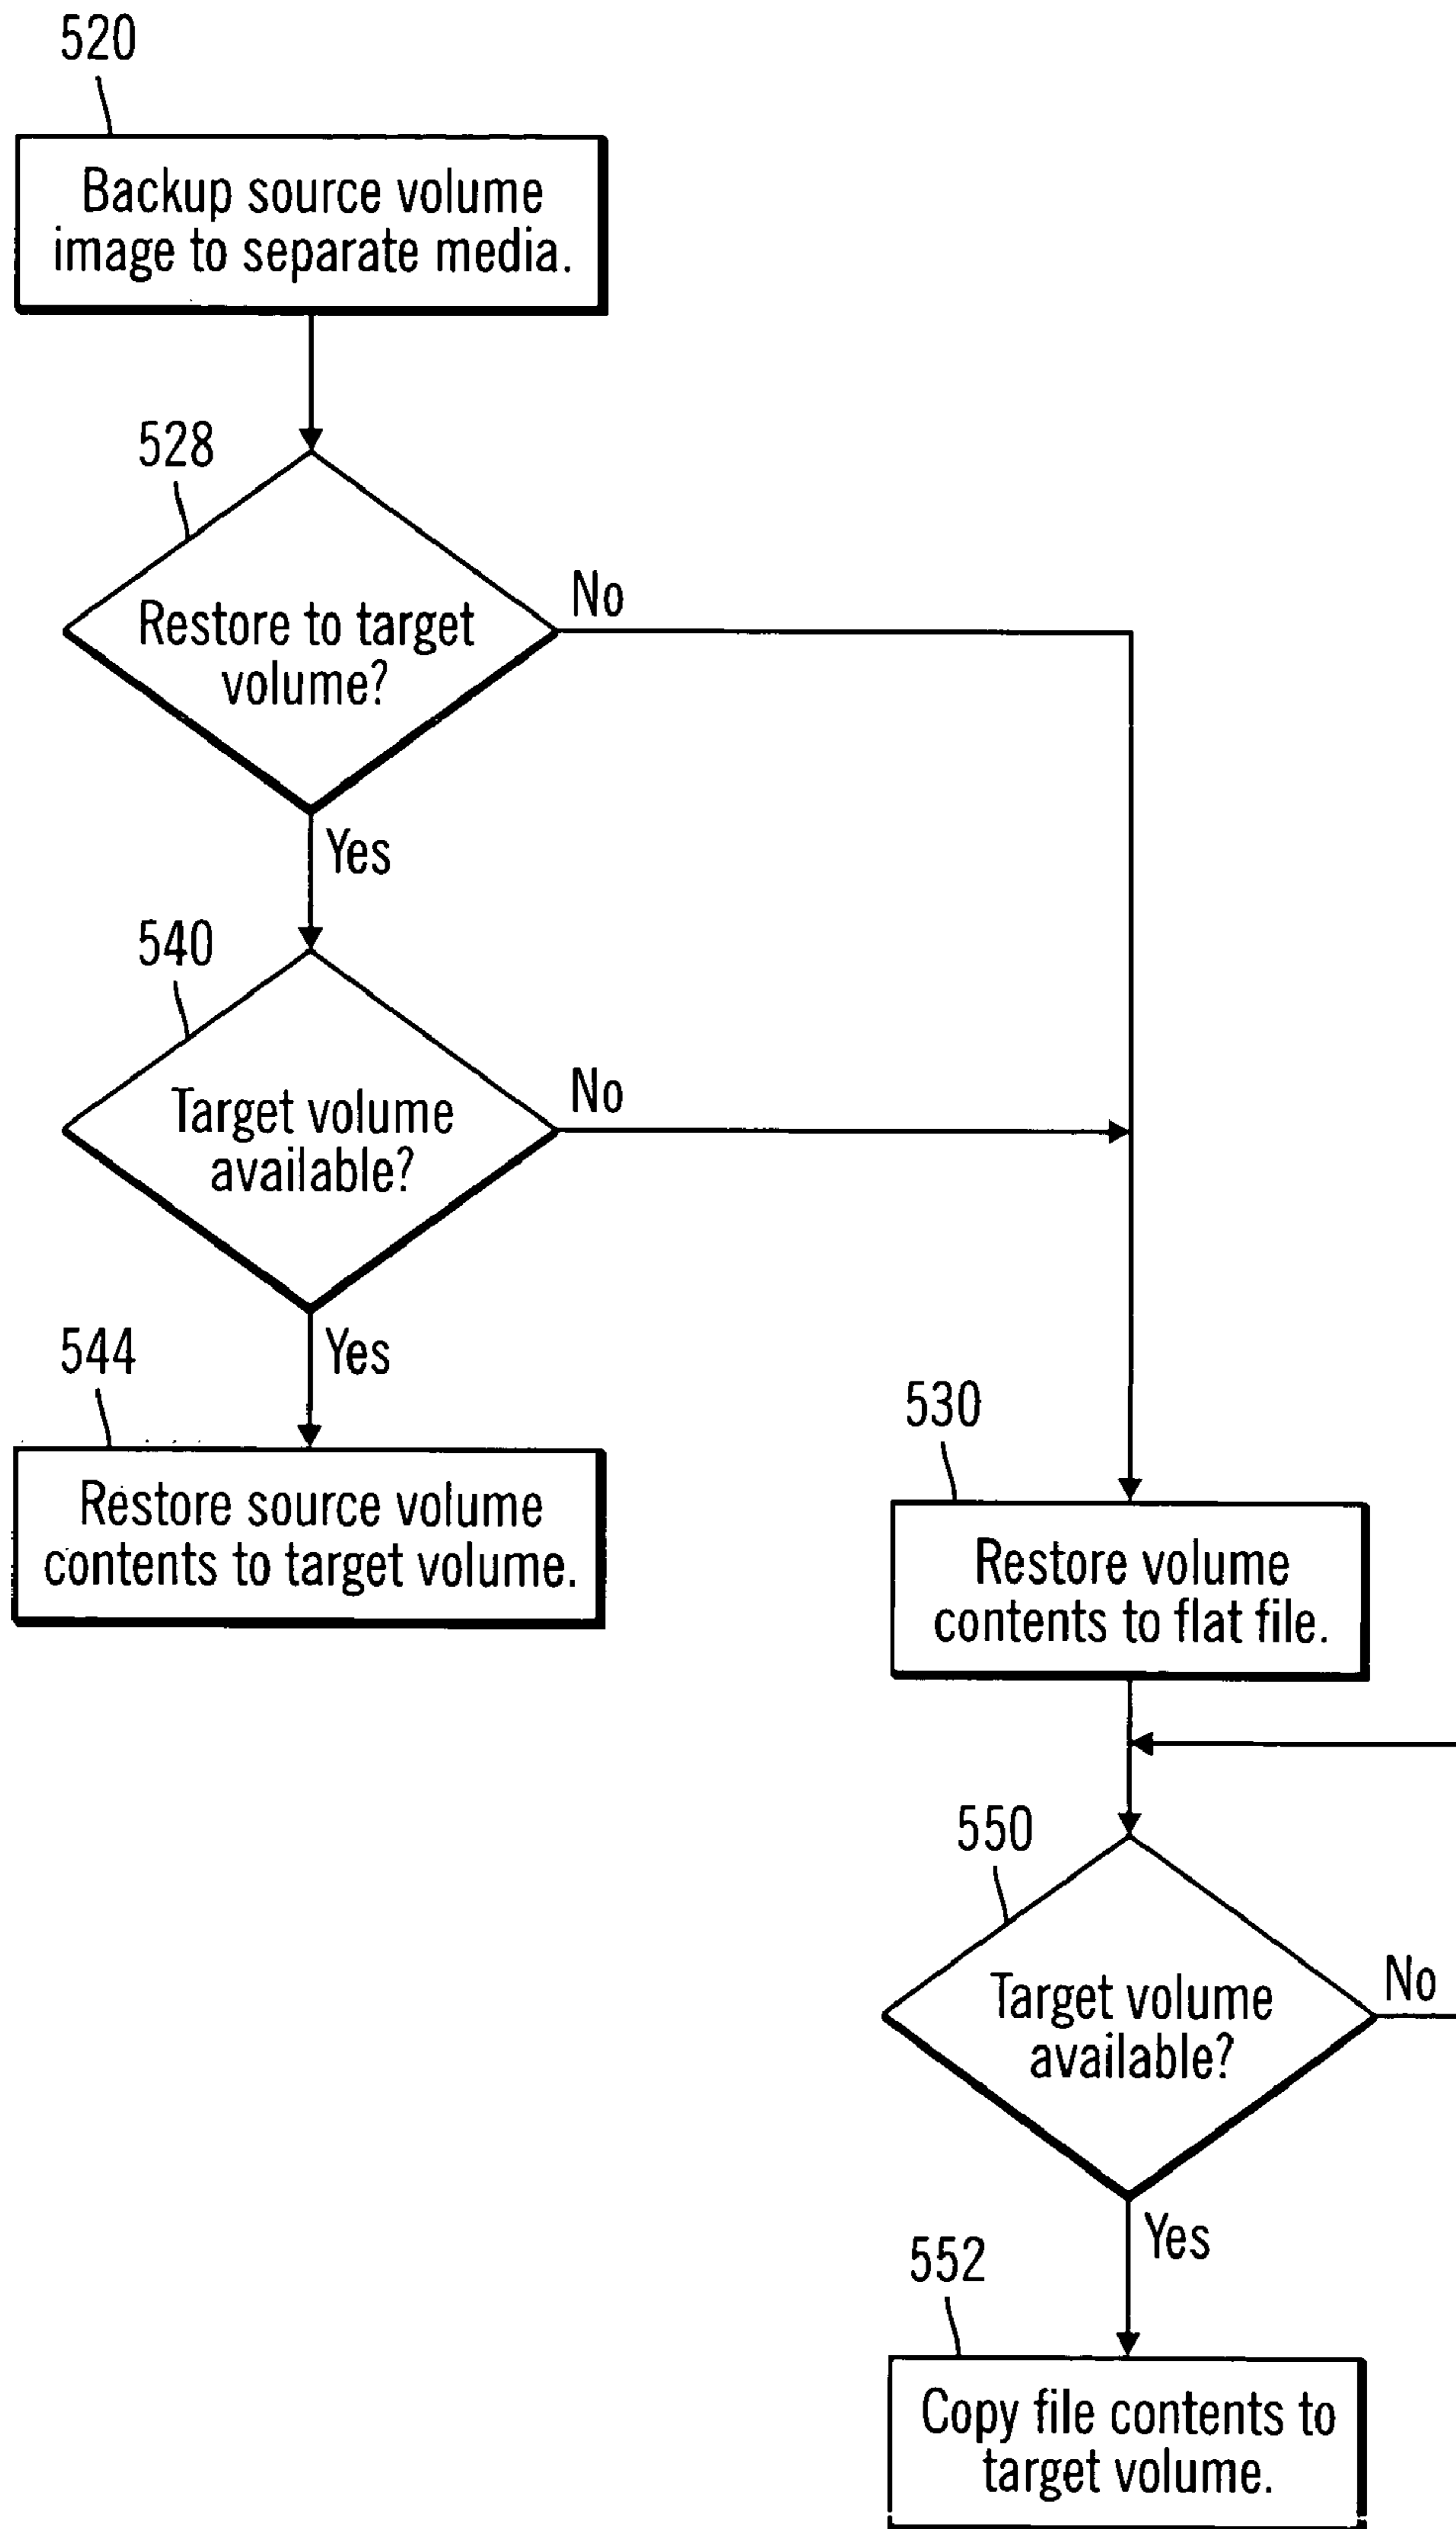 520
Backup source volume
image to separate media.
528
Restore to target
volume?
No
Yes
540
Target volume
available?
No
Yes
544
Restore source volume
contents to target volume.
530
Restore volume
contents to flat file.
550
Target volume
available?
No
Yes
552
Copy file contents to
target volume.